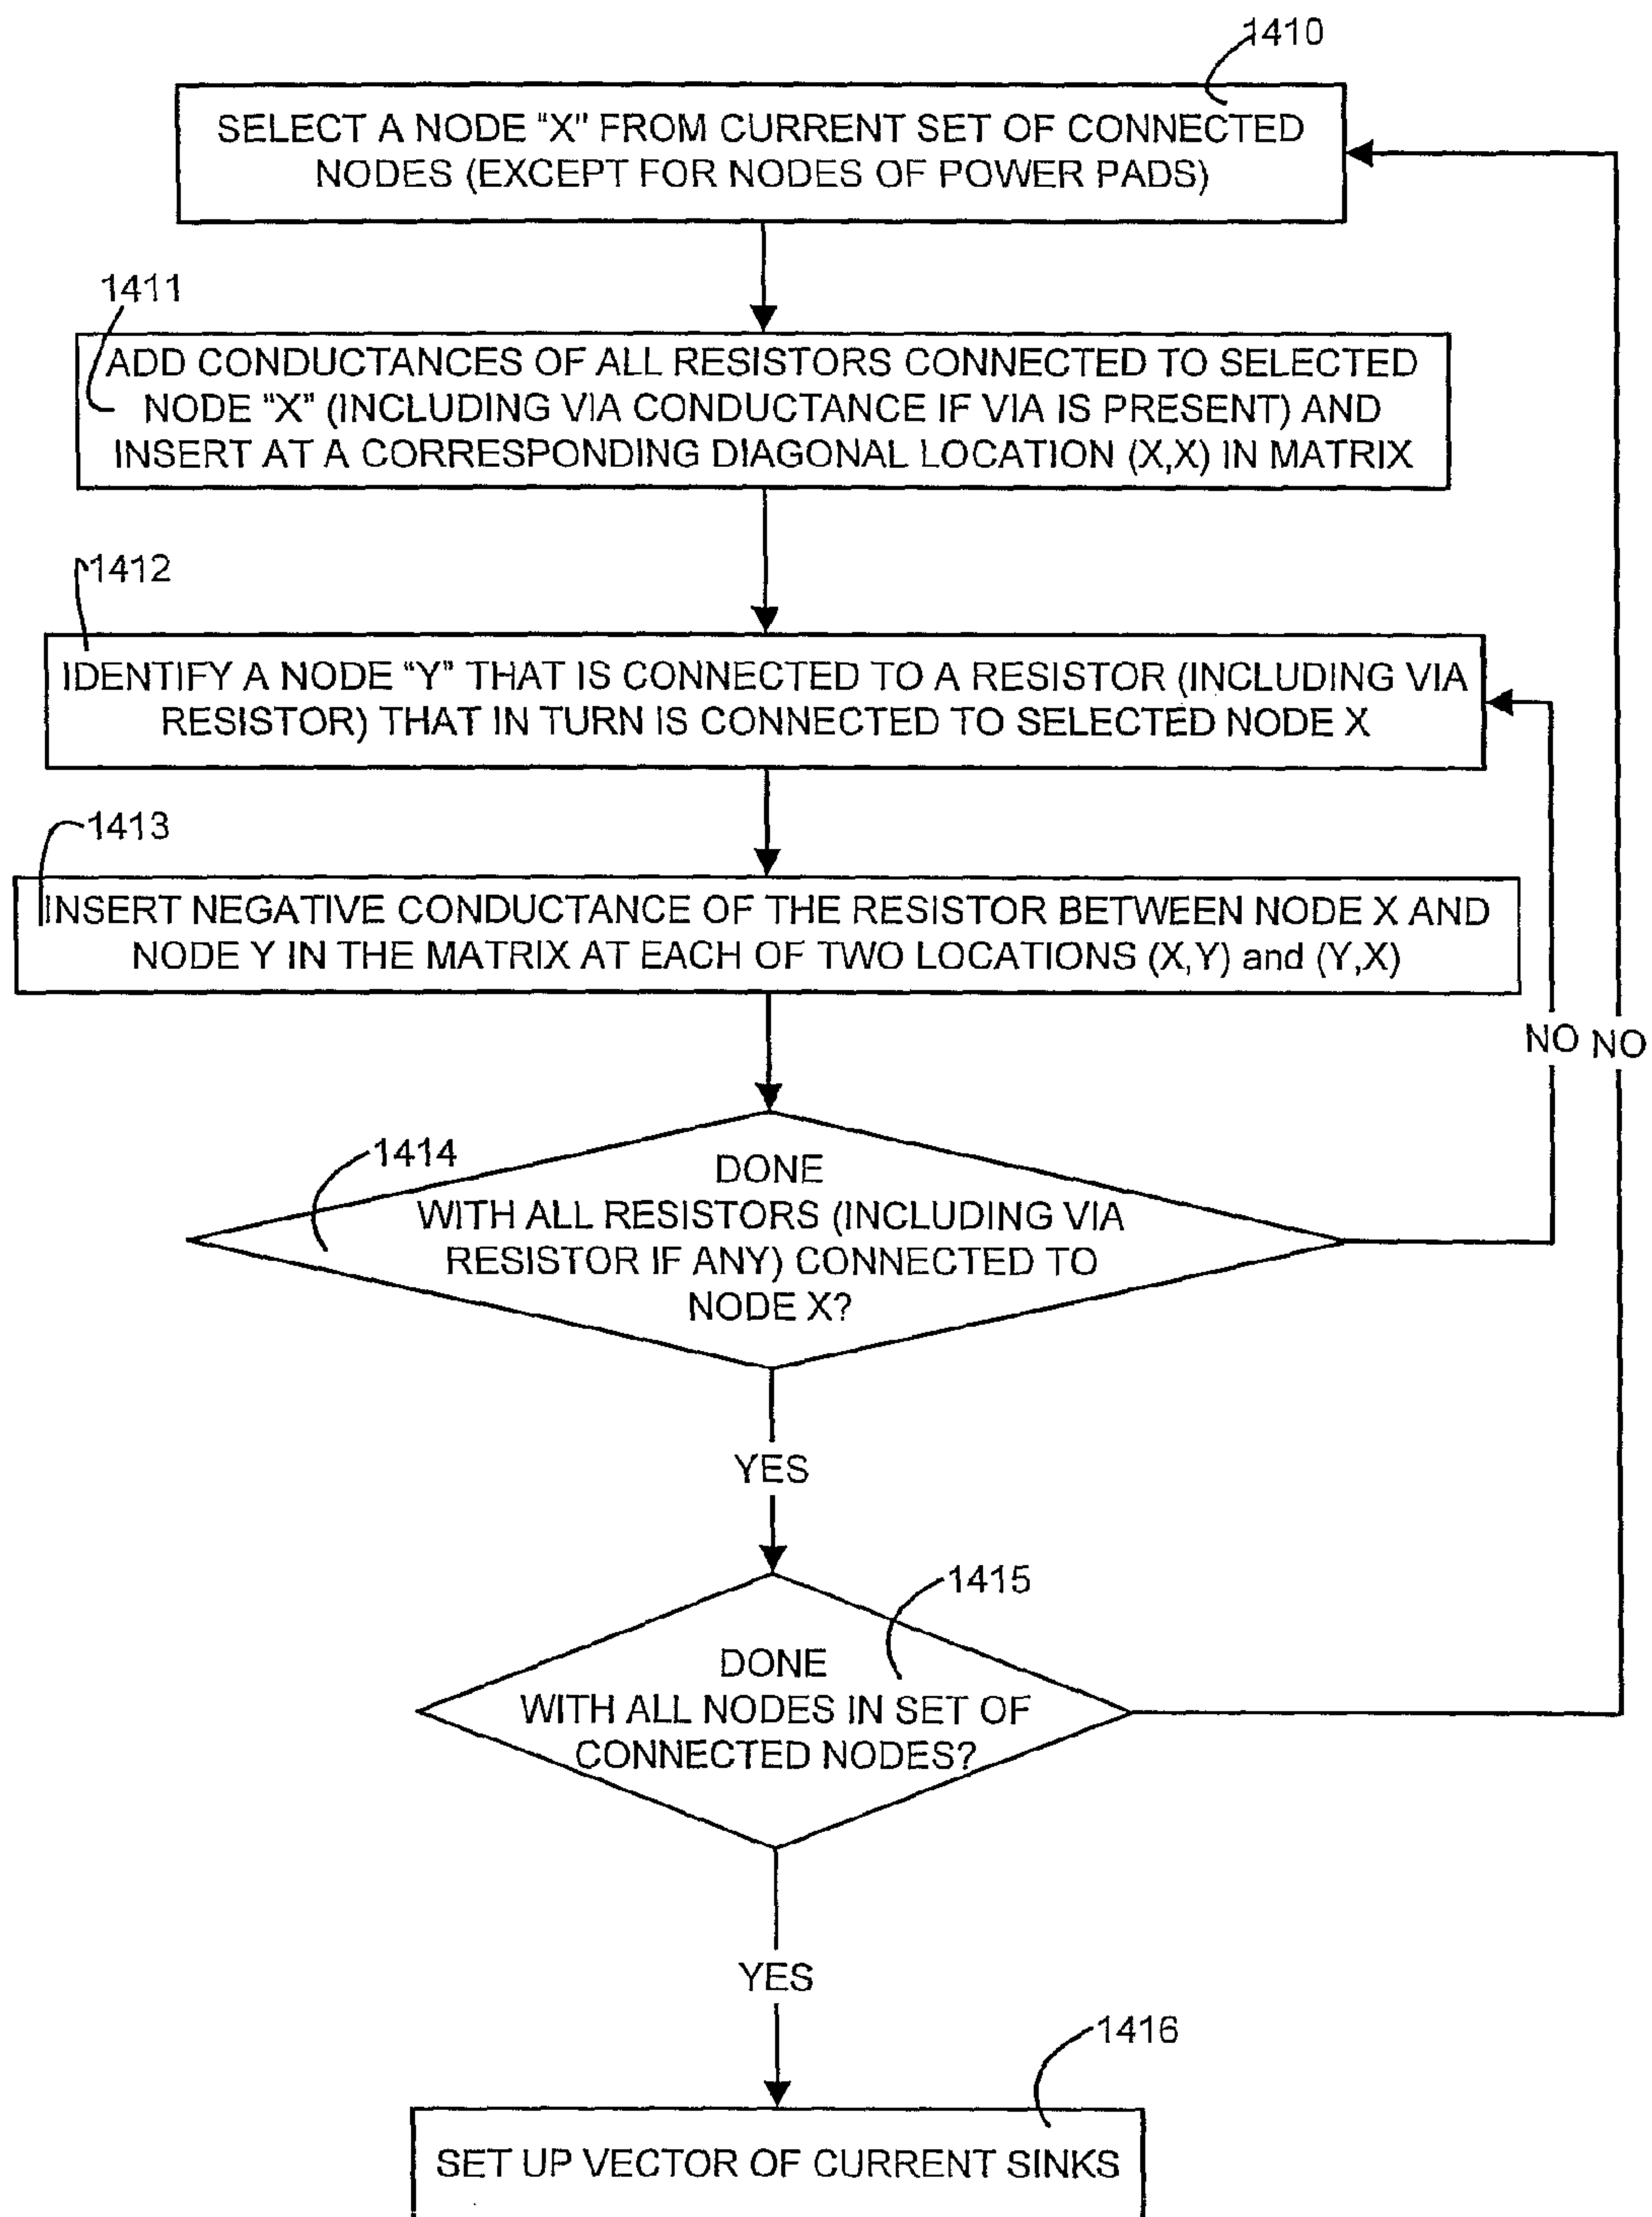 1410
SELECT A NODE "X" FROM CURRENT SET OF CONNECTED
NODES (EXCEPT FOR NODES OF POWER PADS)
1411
ADD CONDUCTANCES OF ALL RESISTORS CONNECTED TO SELECTED
NODE "X" (INCLUDING VIA CONDUCTANCE IF VIA IS PRESENT) AND
INSERT AT A CORRESPONDING DIAGONAL LOCATION (X,X) IN MATRIX
1412
IDENTIFY A NODE "Y" THAT IS CONNECTED TO A RESISTOR (INCLUDING VIA
RESISTOR) THAT IN TURN IS CONNECTED TO SELECTED NODE X
1413
INSERT NEGATIVE CONDUCTANCE OF THE RESISTOR BETWEEN NODE X AND
NODE Y IN THE MATRIX AT EACH OF TWO LOCATIONS (X,Y) and (Y,X)
NO NO
1414
DONE
WITH ALL RESISTORS (INCLUDING VIA
RESISTOR IF ANY) CONNECTED TO
NODE X?
YES
1415
DONE
WITH ALL NODES IN SET OF
CONNECTED NODES?
YES
1416
SET UP VECTOR OF CURRENT SINKS